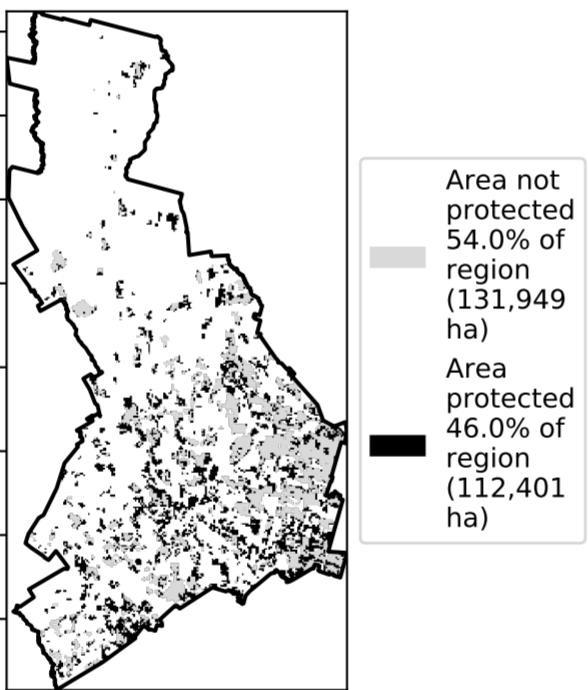 Area not
protected
54.0% of
region
(131,949
ha)
Area
protected
46.0% of
region
(112,401
ha)